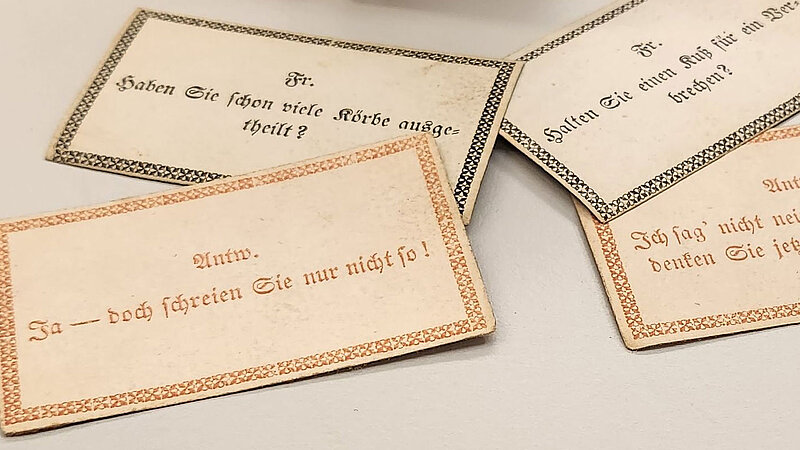 Fr.
Haben Sie schon viele Körbe ausge-
theilt?
Fr.
Halten Sie einen Kuß für ein Ver-
brechen?
Antw.
Ja — doch schreien Sie nur nicht so!
Ich sag' nicht
denken Sie